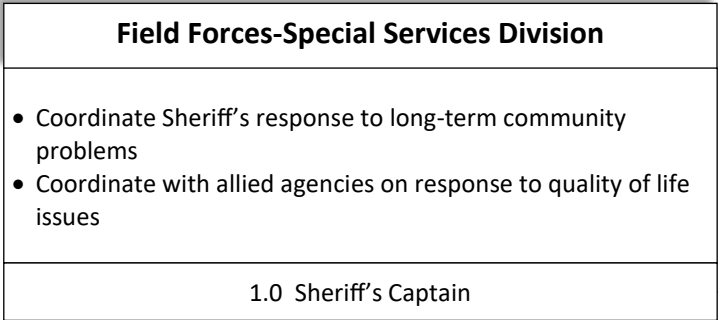 Field Forces-Special Services Division
• Coordinate Sheriff’s response to long-term community
problems
• Coordinate with allied agencies on response to quality of life
issues
1.0 Sheriff’s Captain